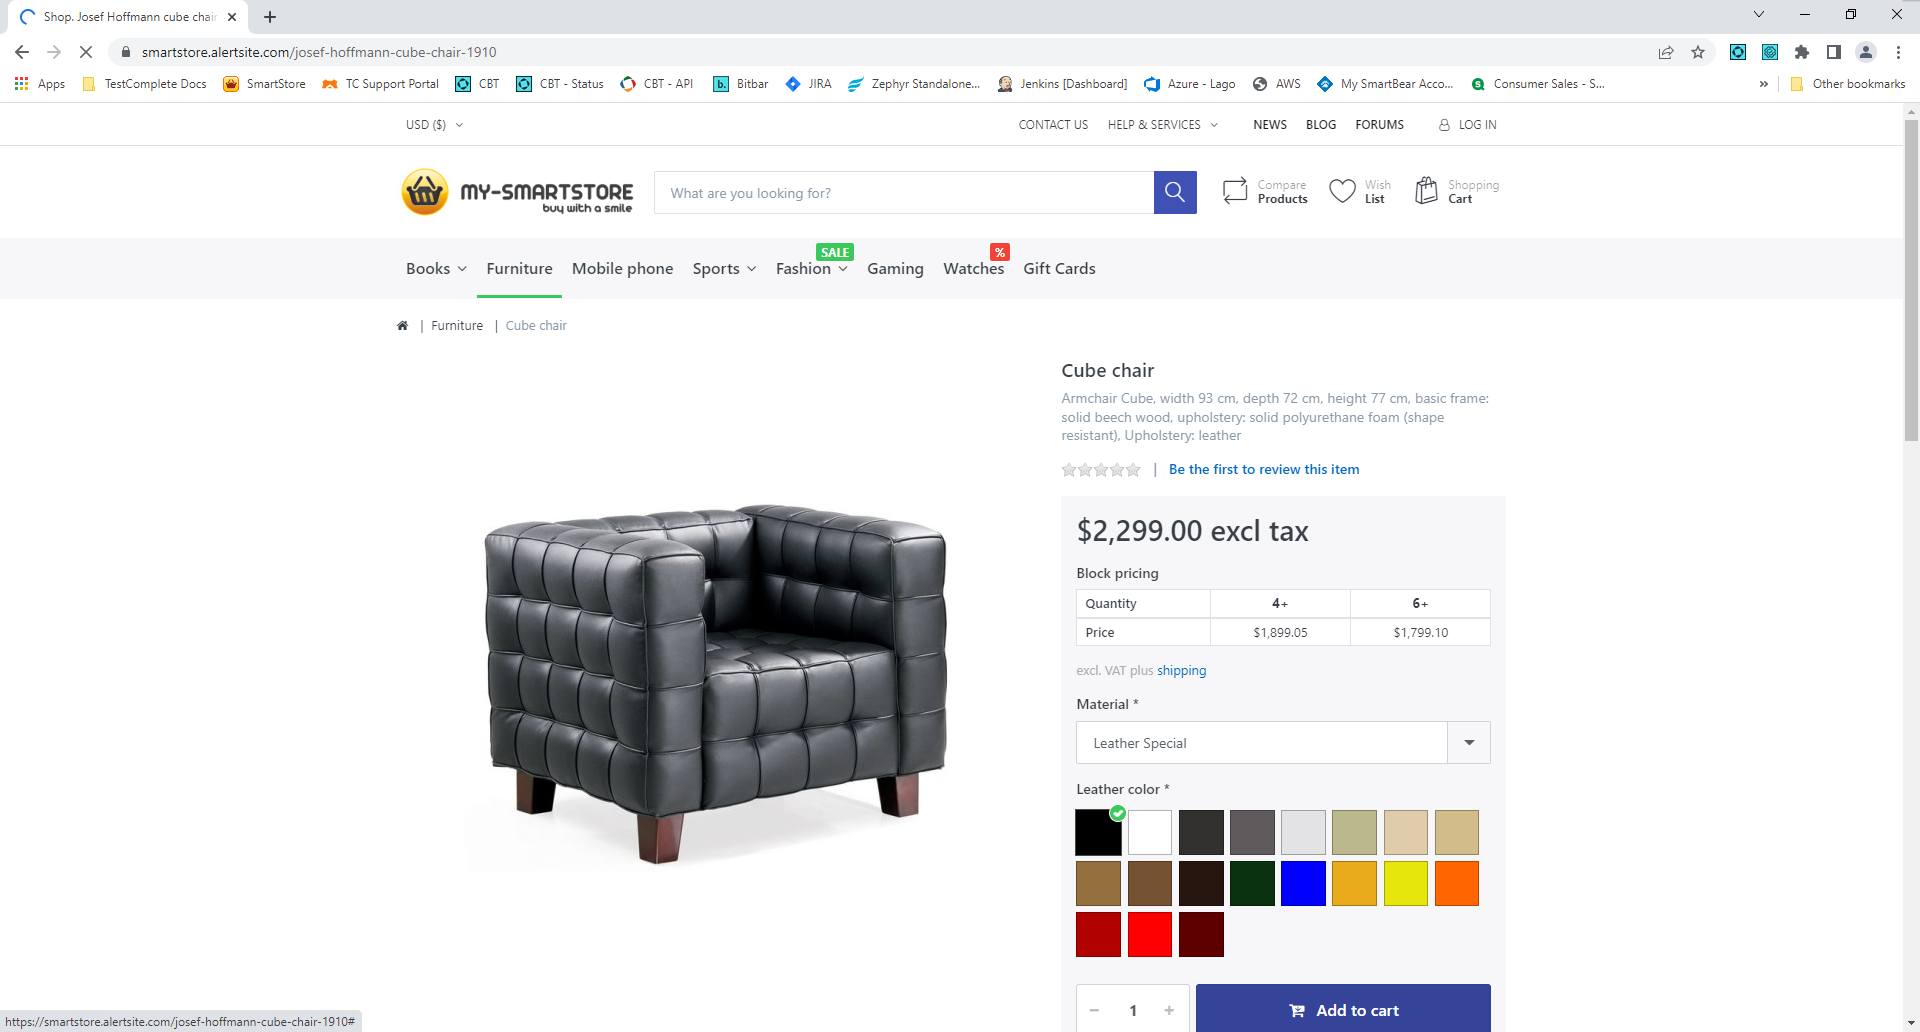 Shop. Josef Hoffmann cube chair
smartstore.alertsite.com/josef-hoffmann-cube-chair-1910
Apps
TestComplete Docs
SmartStore
TC Support Portal
CBT
CBT - Status
CBT - API
b.
Bitbar
JIRA
Zephyr Standalone...
Jenkins [Dashboard]
Azure - Lago
AWS
My SmartBear Acco...
Consumer Sales - S...
»
Other bookmarks
USD ($)
CONTACT US
HELP & SERVICES
NEWS
BLOG
FORUMS
LOG IN
MY-SMARTSTORE
buy with a smile
What are you looking for?
Compare
Products
Wish
List
Shopping
Cart
SALE
%
Books
Furniture
Mobile phone
Sports
Fashion
Gaming
Watches
Gift Cards
| Furniture | Cube chair
Cube chair
Armchair Cube, width 93 cm, depth 72 cm, height 77 cm, basic frame:
solid beech wood, upholstery: solid polyurethane foam (shape
resistant), Upholstery: leather
| Be the first to review this item
$2,299.00 excl tax
Block pricing
Quantity 4+ 6+
Price $1,899.05 $1,799.10
excl. VAT plus shipping
Material *
Leather Special
Leather color *
− 1 +
Add to cart
https://smartstore.alertsite.com/josef-hoffmann-cube-chair-1910#